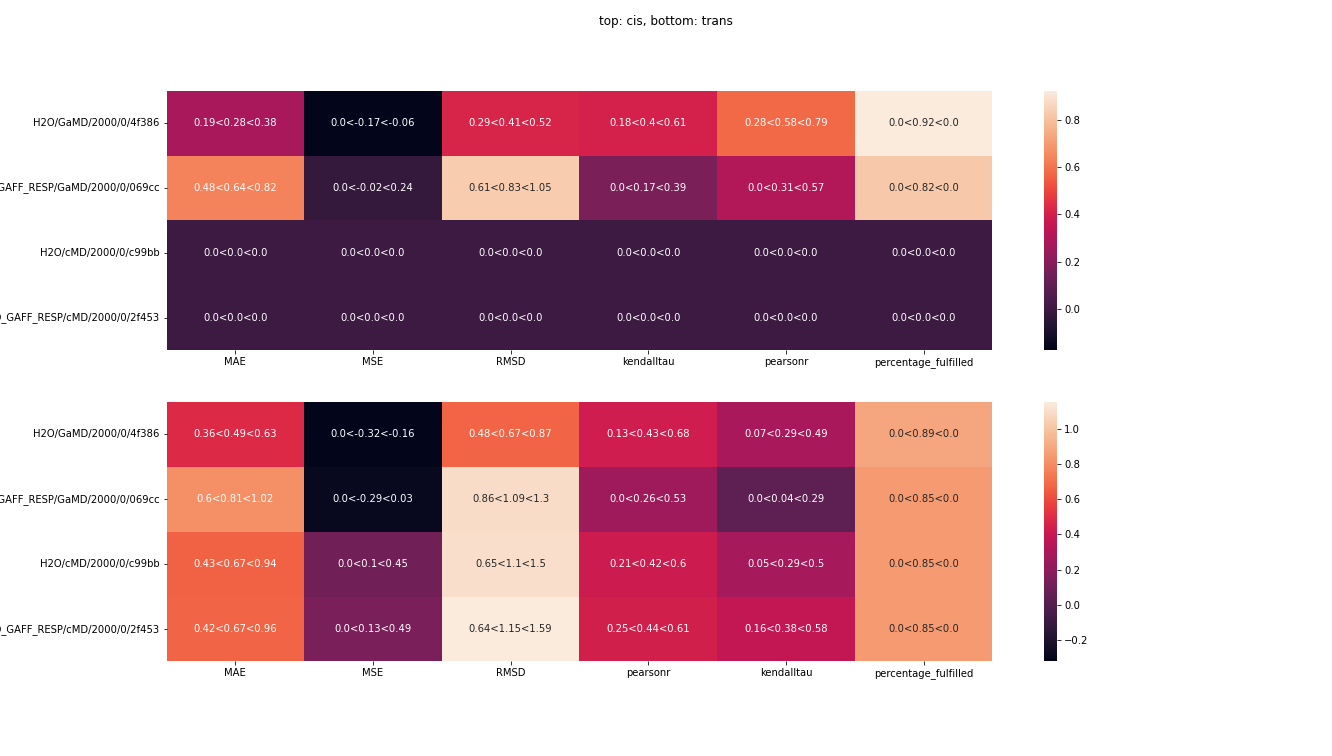 top: cis, bottom: trans
H2O/GaMD/2000/0/4f386 0.19<0.28<0.38 0.0<-0.17<-0.06 0.29<0.41<0.52 0.18<0.4<0.61 0.28<0.58<0.79 0.0<0.92<0.0
GAFF_RESP/GaMD/2000/0/069cc 0.48<0.64<0.82 0.0<-0.02<0.24 0.61<0.83<1.05 0.0<0.17<0.39 0.0<0.31<0.57 0.0<0.82<0.0
H2O/cMD/2000/0/c99bb 0.0<0.0<0.0 0.0<0.0<0.0 0.0<0.0<0.0 0.0<0.0<0.0 0.0<0.0<0.0 0.0<0.0<0.0
_GAFF_RESP/cMD/2000/0/2f453 0.0<0.0<0.0 0.0<0.0<0.0 0.0<0.0<0.0 0.0<0.0<0.0 0.0<0.0<0.0 0.0<0.0<0.0
MAE MSE RMSD kendalltau pearsonr percentage_fulfilled
0.8
0.6
0.4
0.2
0.0
H2O/GaMD/2000/0/4f386 0.36<0.49<0.63 0.0<-0.32<-0.16 0.48<0.67<0.87 0.13<0.43<0.68 0.07<0.29<0.49 0.0<0.89<0.0
GAFF_RESP/GaMD/2000/0/069cc 0.6<0.81<1.02 0.0<-0.29<0.03 0.86<1.09<1.3 0.0<0.26<0.53 0.0<0.04<0.29 0.0<0.85<0.0
H2O/cMD/2000/0/c99bb 0.43<0.67<0.94 0.0<0.1<0.45 0.65<1.1<1.5 0.21<0.42<0.6 0.05<0.29<0.5 0.0<0.85<0.0
_GAFF_RESP/cMD/2000/0/2f453 0.42<0.67<0.96 0.0<0.13<0.49 0.64<1.15<1.59 0.25<0.44<0.61 0.16<0.38<0.58 0.0<0.85<0.0
MAE MSE RMSD pearsonr kendalltau percentage_fulfilled
1.0
0.8
0.6
0.4
0.2
0.0
−0.2